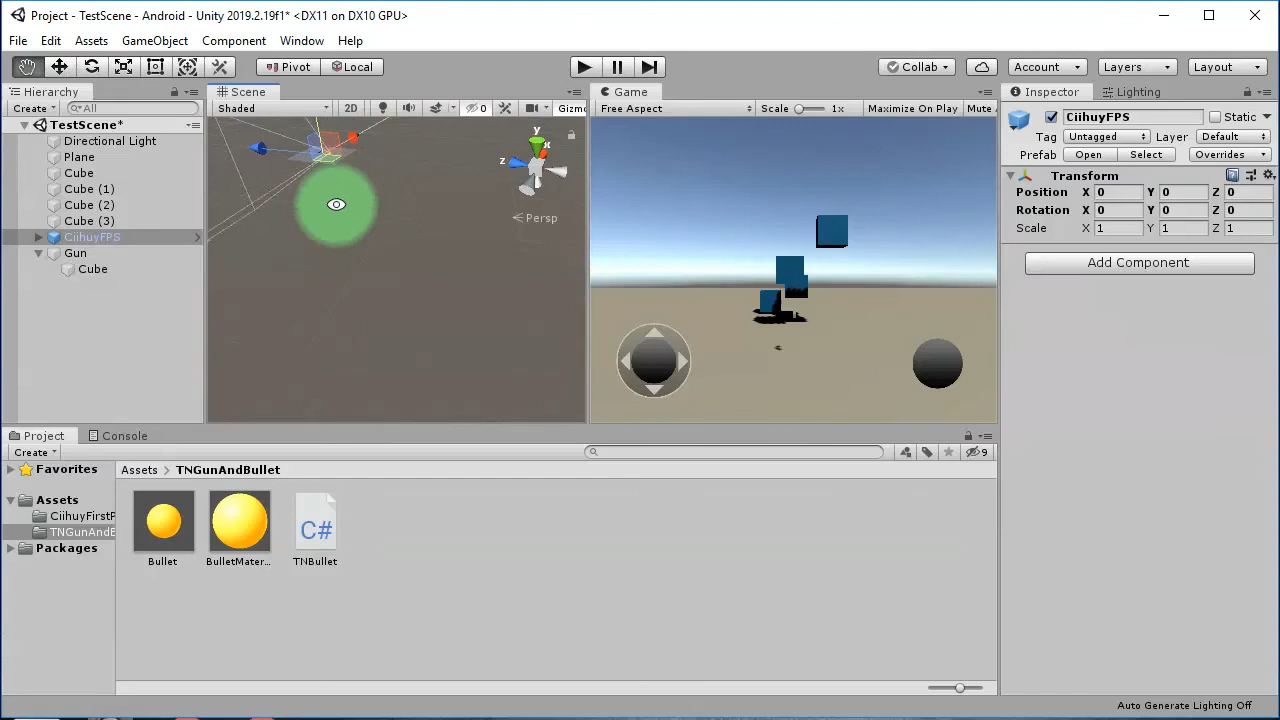 Project - TestScene - Android - Unity 2019.2.19f1* <DX11 on DX10 GPU>
File Edit Assets GameObject Component Window Help
Pivot Local Collab Account Layers Layout
Hierarchy
Create All
TestScene*
Directional Light
Plane
Cube
Cube (1)
Cube (2)
Cube (3)
CiihuyFPS
Gun
Cube
Scene
Shaded 2D 0 Gizmo
y
x
z
Persp
Game
Free Aspect Scale 1x Maximize On Play Mute
Inspector Lighting
CiihuyFPS Static
Tag Untagged Layer Default
Prefab Open Select Overrides
Transform
Position X 0 Y 0 Z 0
Rotation X 0 Y 0 Z 0
Scale X 1 Y 1 Z 1
Add Component
Project Console
Create 9
Favorites
Assets
CiihuyFirstP
TNGunAndB
Packages
Assets > TNGunAndBullet
C#
Bullet BulletMater... TNBullet
Auto Generate Lighting Off